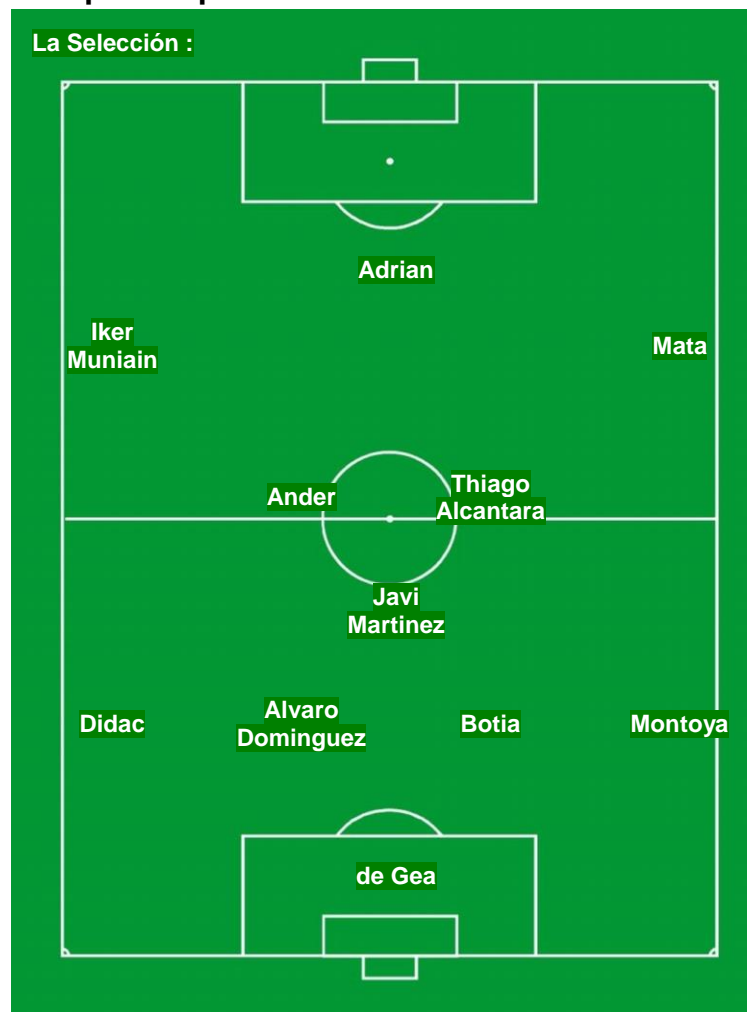 La Selección :
Adrian
Iker
Muniain
Mata
Ander
Thiago
Alcantara
Javi
Martinez
Didac
Alvaro
Dominguez
Botia
Montoya
de Gea